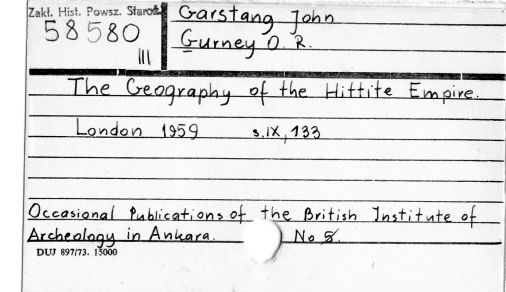 Zakł. Hist. Powsz. Staroż.
58580
III
Garstang John
Gurney O. R.
The Geography of the Hittite Empire.
London 1959 s. IX, 133
Occasional Publications of the British Institute of
Archeology in Ankara. No 5.
DUJ 897/73. 15000